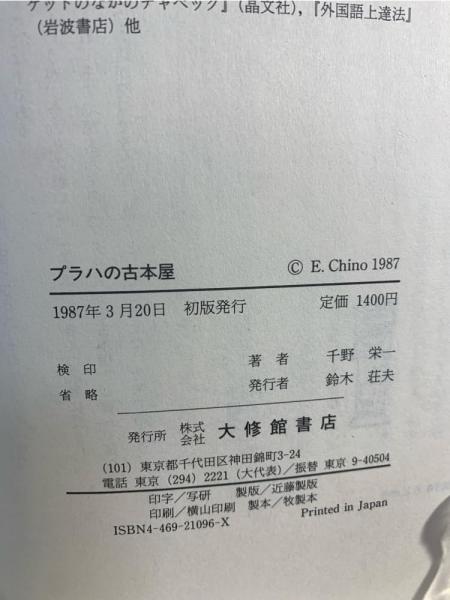 ケットのなかのチャペック』（晶文社），『外国語上達法』
（岩波書店）他
プラハの古本屋
© E. Chino 1987
1987年3月20日 初版発行 定価 1400円
検印 著者 千野 栄一
省略 発行者 鈴木 荘夫
発行所 株式会社 大修館書店
(101) 東京都千代田区神田錦町3-24
電話 東京 (294) 2221 (大代表)／振替 東京 9-40504
印字／写研 製版／近藤製版
印刷／横山印刷 製本／牧製本
ISBN4-469-21096-X Printed in Japan